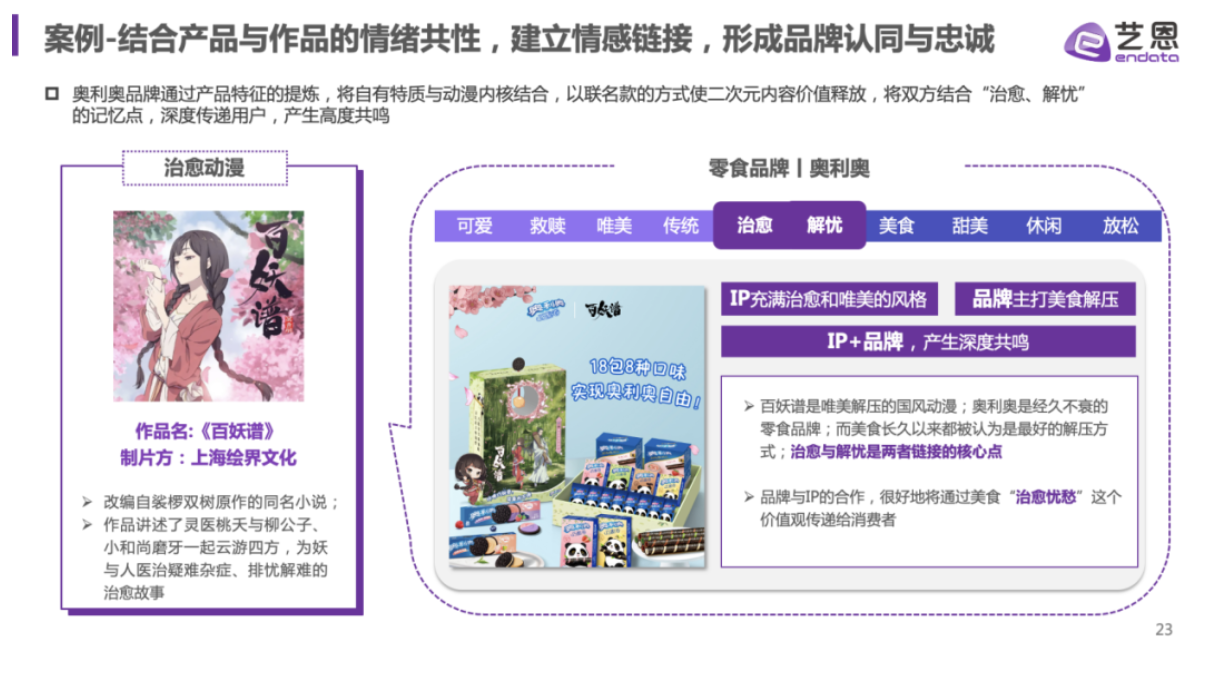 案例-结合产品与作品的情绪共性，建立情感链接，形成品牌认同与忠诚
艺恩
endata
奥利奥品牌通过产品特征的提炼，将自有特质与动漫内核结合，以联名款的方式使二次元内容价值释放，将双方结合“治愈、解忧”
的记忆点，深度传递用户，产生高度共鸣
治愈动漫
百妖谱
作品名:《百妖谱》
制片方：上海绘界文化
改编自裟椤双树原作的同名小说；
作品讲述了灵医桃夭与柳公子、
小和尚磨牙一起云游四方，为妖
与人医治疑难杂症、排忧解难的
治愈故事
零食品牌丨奥利奥
可爱 救赎 唯美 传统 治愈 解忧 美食 甜美 休闲 放松
百妖谱
18包8种口味
实现奥利奥自由！
百妖谱
IP充满治愈和唯美的风格
品牌主打美食解压
IP+品牌，产生深度共鸣
百妖谱是唯美解压的国风动漫；奥利奥是经久不衰的
零食品牌；而美食长久以来都被认为是最好的解压方
式；治愈与解忧是两者链接的核心点
品牌与IP的合作，很好地将通过美食“治愈忧愁”这个
价值观传递给消费者
23